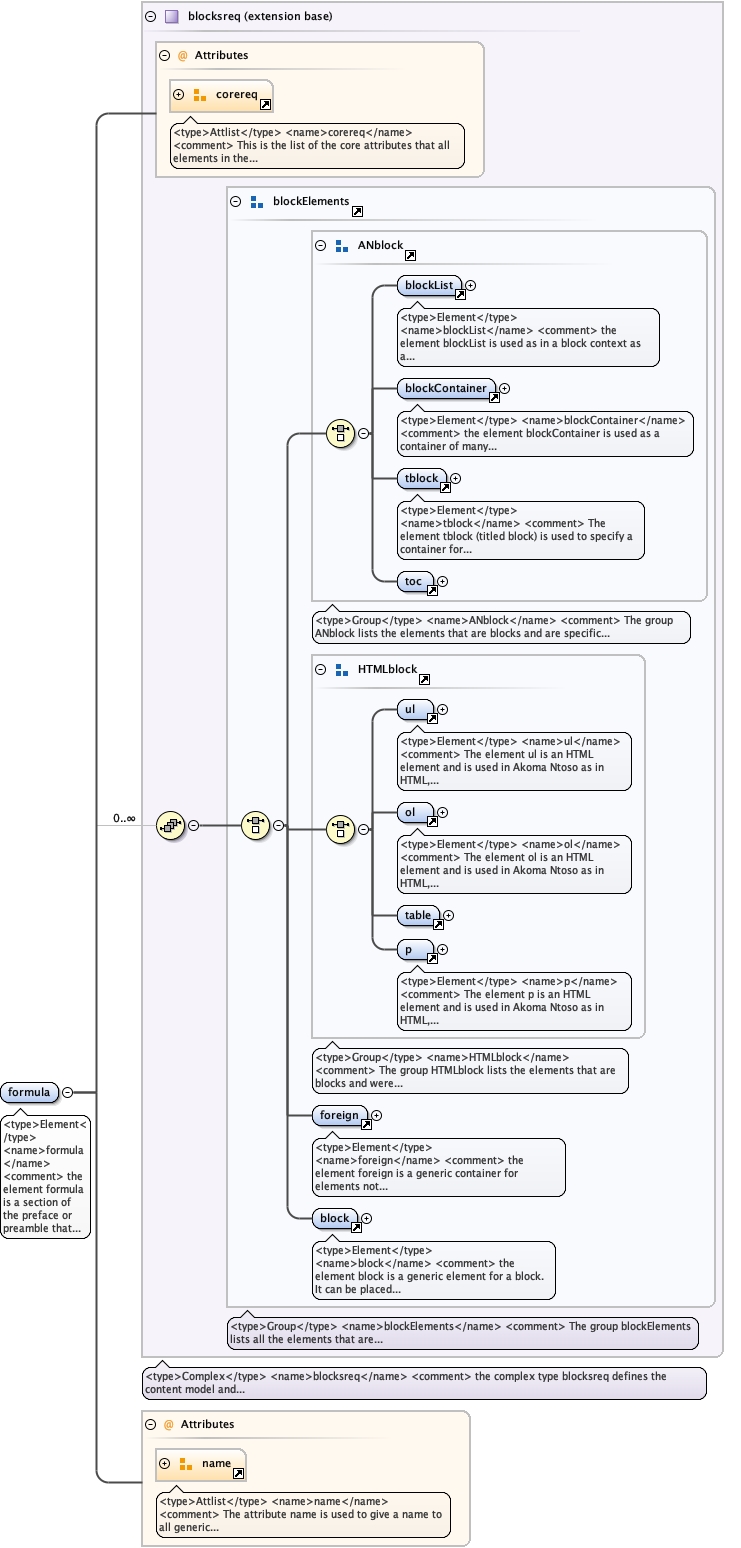 blocksreq (extension base)
@ Attributes
corereq
<type>Attlist</type> <name>corereq</name>
<comment> This is the list of the core attributes that all
elements in the...
blockElements
ANblock
blockList
<type>Element</type>
<name>blockList</name> <comment> the
element blockList is used as in a block context as
a...
blockContainer
<type>Element</type> <name>blockContainer</name>
<comment> the element blockContainer is used as a
container of many...
tblock
<type>Element</type>
<name>tblock</name> <comment> The
element tblock (titled block) is used to specify a
container for...
toc
<type>Group</type> <name>ANblock</name> <comment> The group
ANblock lists the elements that are blocks and are specific...
HTMLblock
ul
<type>Element</type> <name>ul</name>
<comment> The element ul is an HTML
element and is used in Akoma Ntoso as in
HTML,...
0..∞
ol
<type>Element</type> <name>ol</name>
<comment> The element ol is an HTML
element and is used in Akoma Ntoso as in
HTML,...
table
p
<type>Element</type> <name>p</name>
<comment> The element p is an HTML
element and is used in Akoma Ntoso as in
HTML,...
<type>Group</type> <name>HTMLblock</name>
<comment> The group HTMLblock lists the elements that are
blocks and were...
formula
<type>Element<
/type>
<name>formula
</name>
<comment> the
element formula
is a section of
the preface or
preamble that...
foreign
<type>Element</type>
<name>foreign</name> <comment> the
element foreign is a generic container for
elements not...
block
<type>Element</type>
<name>block</name> <comment> the
element block is a generic element for a block.
It can be placed...
<type>Group</type> <name>blockElements</name> <comment> The group blockElements
lists all the elements that are...
<type>Complex</type> <name>blocksreq</name> <comment> the complex type blocksreq defines the
content model and...
@ Attributes
name
<type>Attlist</type> <name>name</name>
<comment> The attribute name is used to give a name to
all generic...